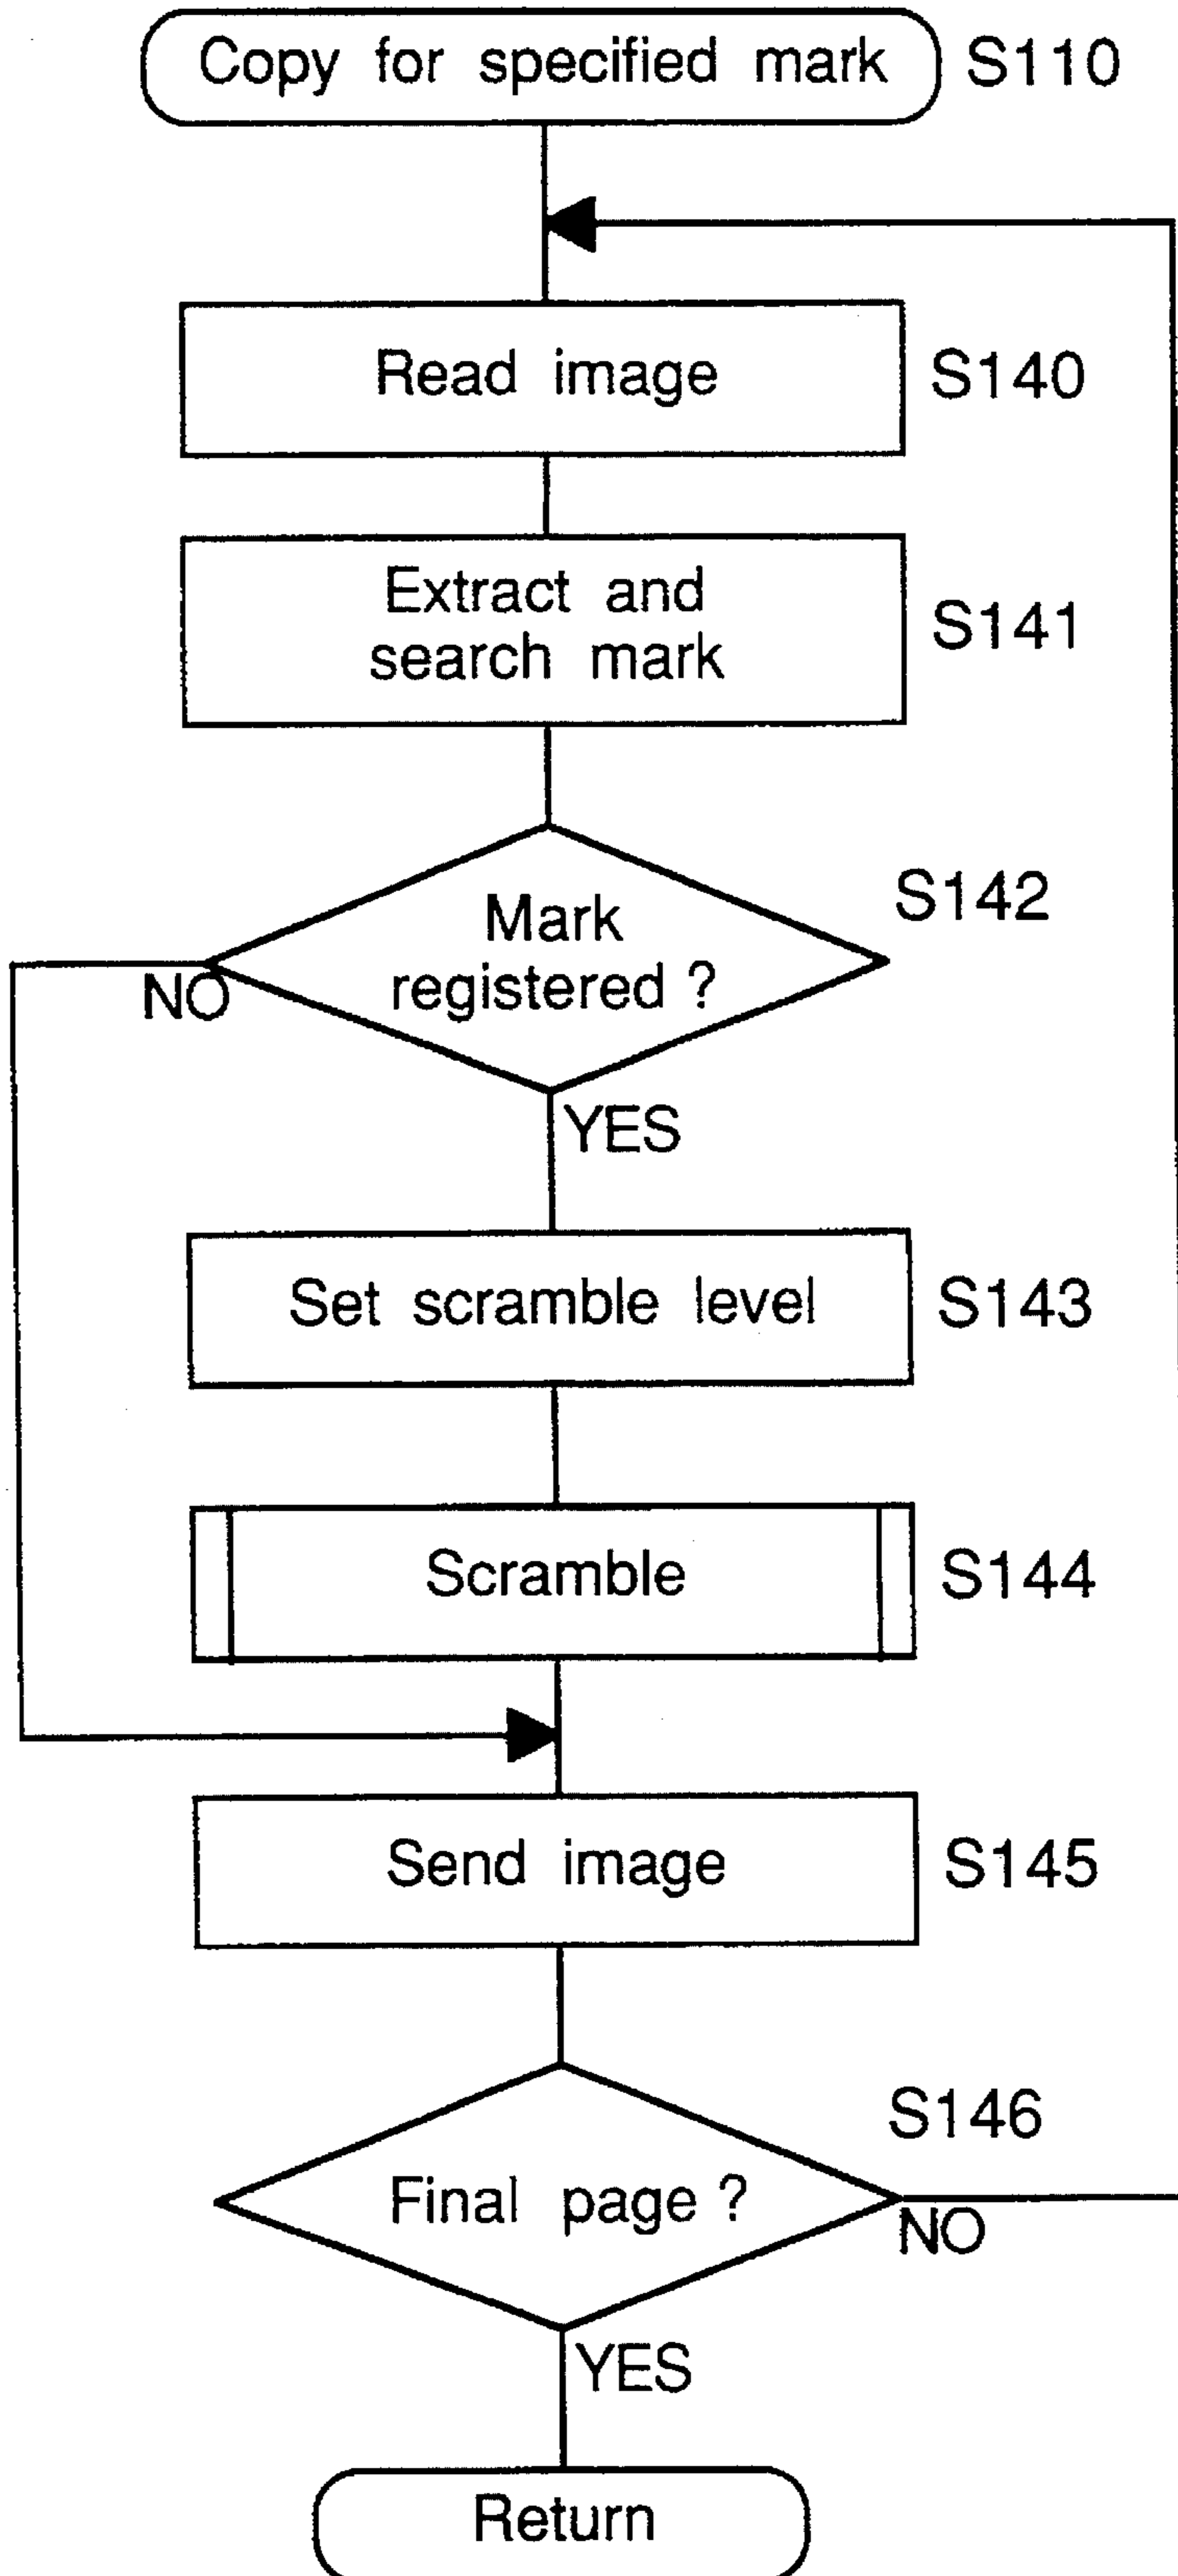 Copy for specified mark S110
Read image S140
Extract and
search mark S141
S142
Mark
registered ?
NO
YES
Set scramble level S143
Scramble S144
Send image S145
S146
Final page ?
NO
YES
Return